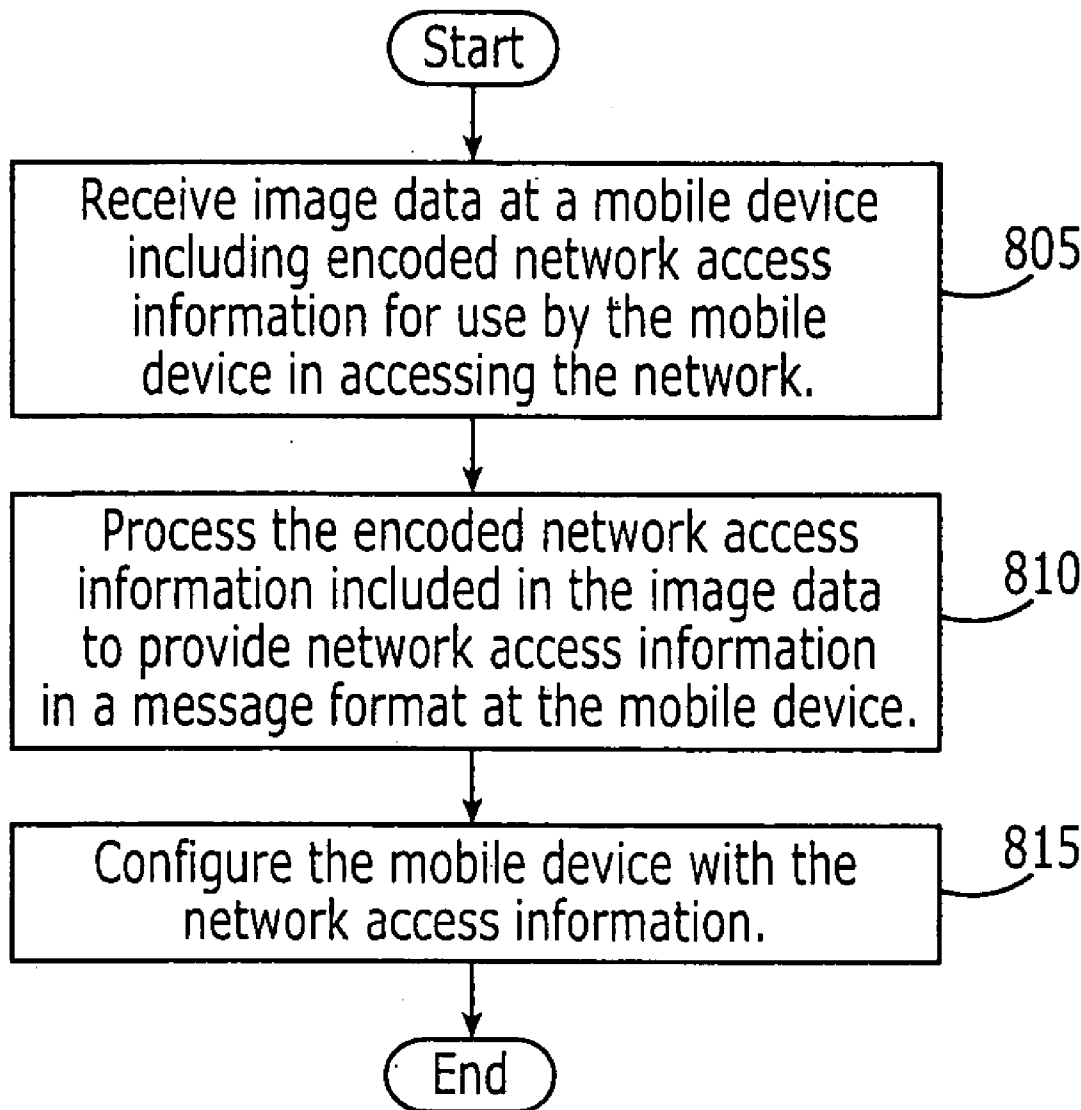 Start
Receive image data at a mobile device
including encoded network access
information for use by the mobile
device in accessing the network.
805
Process the encoded network access
information included in the image data
to provide network access information
in a message format at the mobile device.
810
Configure the mobile device with the
network access information.
815
End